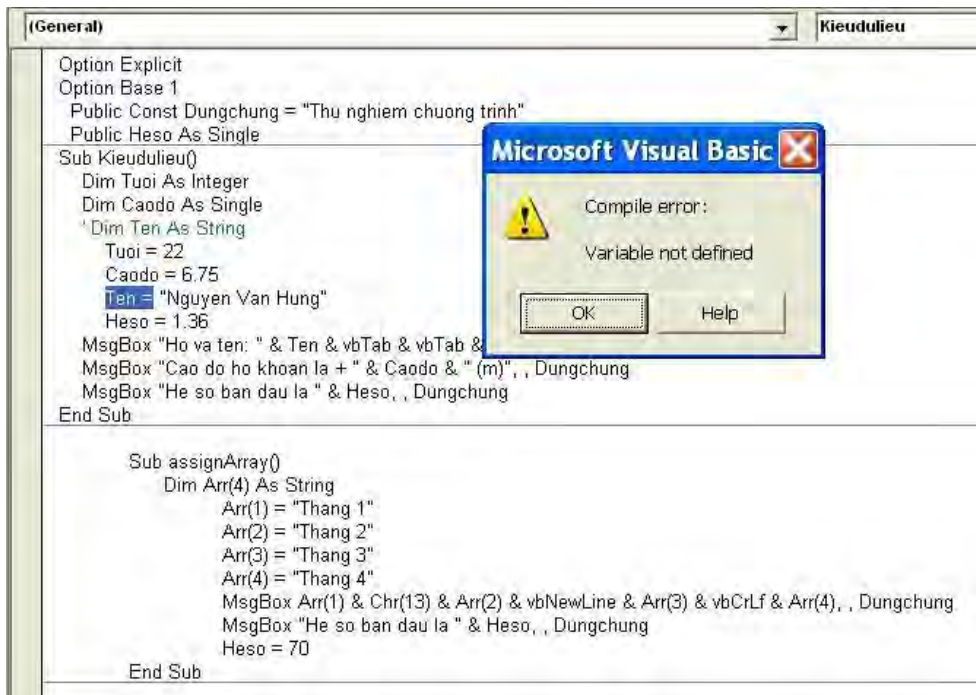 (General)
Kieudulieu
Option Explicit
Option Base 1
Public Const Dungchung = "Thu nghiem chuong trinh"
Public Heso As Single
Sub Kieudulieu()
Dim Tuoi As Integer
Dim Caodo As Single
' Dim Ten As String
Tuoi = 22
Caodo = 6.75
Ten = "Nguyen Van Hung"
Heso = 1.36
MsgBox "Ho va ten: " & Ten & vbTab & vbTab &
MsgBox "Cao do ho khoan la + " & Caodo & " (m)", , Dungchung
MsgBox "He so ban dau la " & Heso, , Dungchung
End Sub
Microsoft Visual Basic
Compile error:
Variable not defined
OK
Help
Sub assignArray()
Dim Arr(4) As String
Arr(1) = "Thang 1"
Arr(2) = "Thang 2"
Arr(3) = "Thang 3"
Arr(4) = "Thang 4"
MsgBox Arr(1) & Chr(13) & Arr(2) & vbNewLine & Arr(3) & vbCrLf & Arr(4), , Dungchung
MsgBox "He so ban dau la " & Heso, , Dungchung
Heso = 70
End Sub